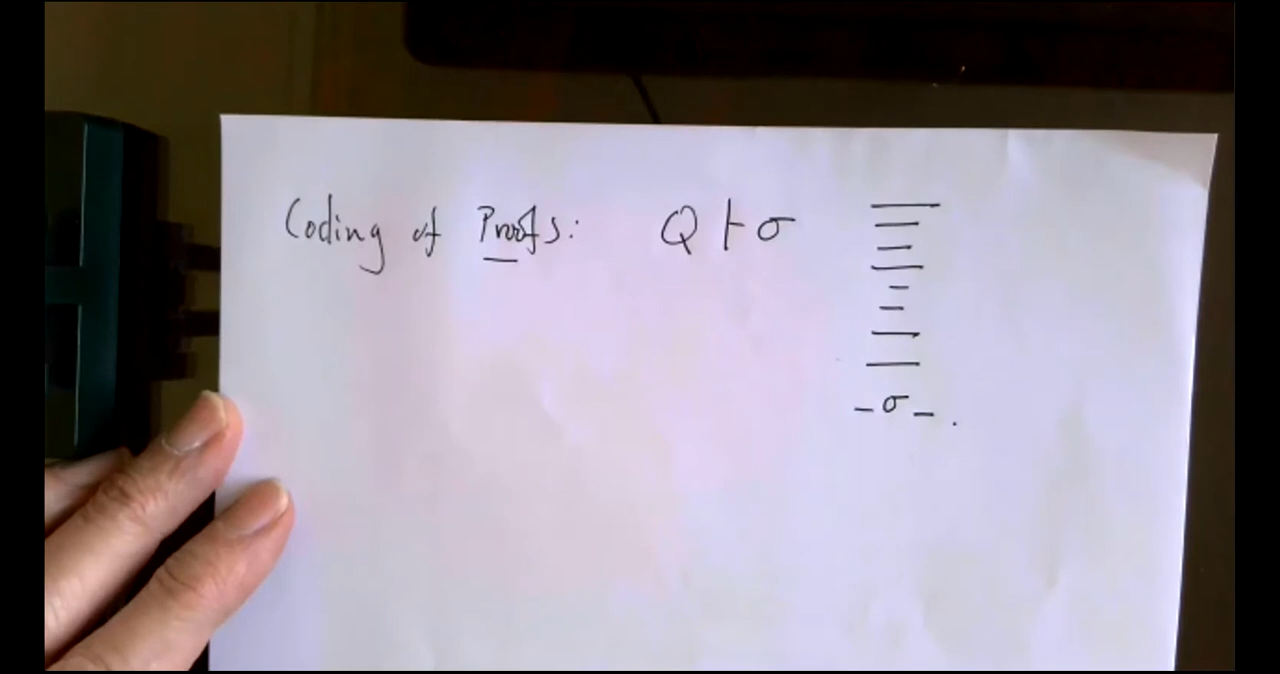 Coding of Proofs: Q ⊢ σ
σ